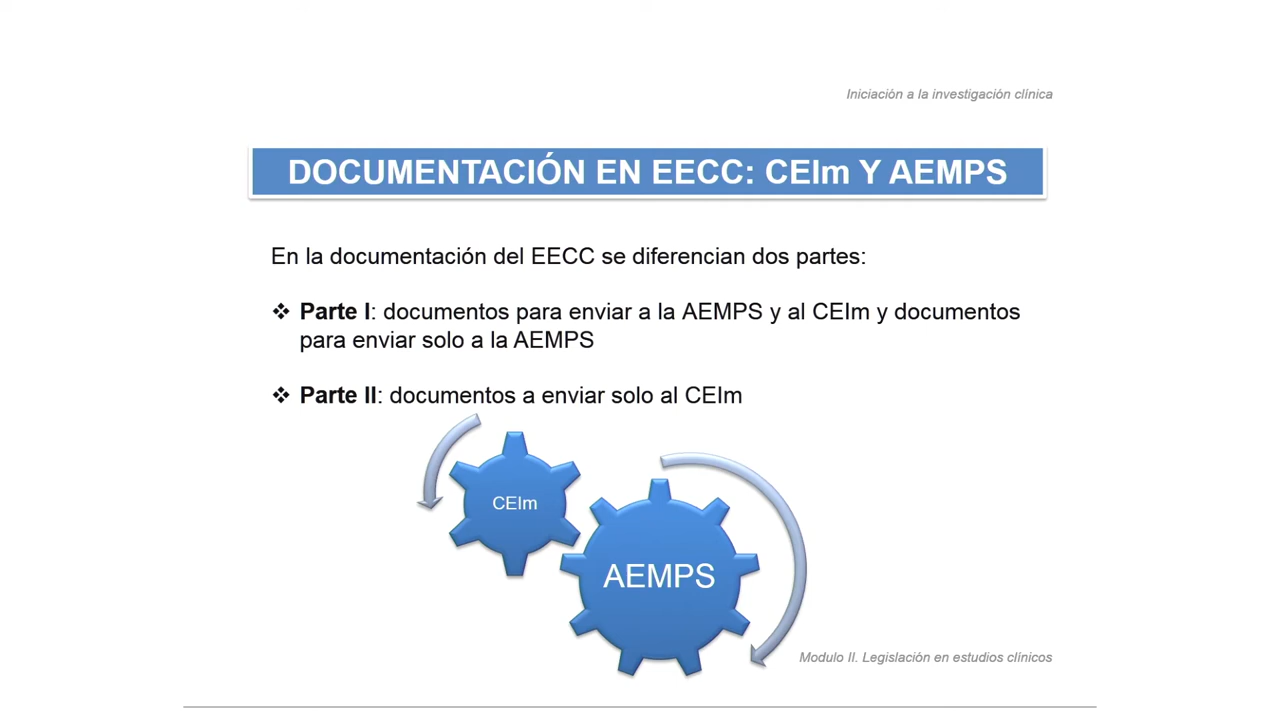 Iniciación a la investigación clínica
DOCUMENTACIÓN EN EECC: CEIm Y AEMPS
En la documentación del EECC se diferencian dos partes:
❖ Parte I: documentos para enviar a la AEMPS y al CEIm y documentos
para enviar solo a la AEMPS
❖ Parte II: documentos a enviar solo al CEIm
CEIm
AEMPS
Modulo II. Legislación en estudios clínicos